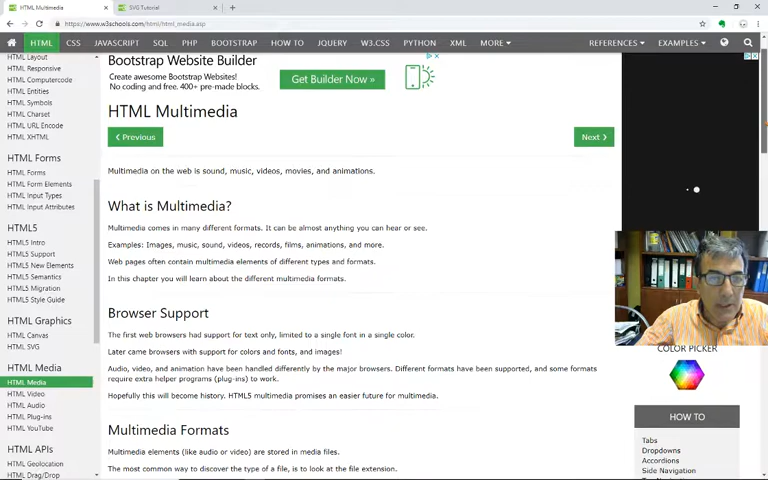 HTML Multimedia
SVG Tutorial
https://www.w3schools.com/html/html_media.asp
HTML CSS JAVASCRIPT SQL PHP BOOTSTRAP HOW TO JQUERY W3.CSS PYTHON XML MORE REFERENCES EXAMPLES
HTML Layout
HTML Responsive
HTML Computercode
HTML Entities
HTML Symbols
HTML Charset
HTML URL Encode
HTML XHTML
HTML Forms
HTML Forms
HTML Form Elements
HTML Input Types
HTML Input Attributes
HTML5
HTML5 Intro
HTML5 Support
HTML5 New Elements
HTML5 Semantics
HTML5 Migration
HTML5 Style Guide
HTML Graphics
HTML Canvas
HTML SVG
HTML Media
HTML Media
HTML Video
HTML Audio
HTML Plug-ins
HTML YouTube
HTML APIs
HTML Geolocation
HTML Drag/Drop
Bootstrap Website Builder
Create awesome Bootstrap Websites!
No coding and free. 400+ pre-made blocks.
Get Builder Now »
HTML Multimedia
❮ Previous
Next ❯
Multimedia on the web is sound, music, videos, movies, and animations.
What is Multimedia?
Multimedia comes in many different formats. It can be almost anything you can hear or see.
Examples: Images, music, sound, videos, records, films, animations, and more.
Web pages often contain multimedia elements of different types and formats.
In this chapter you will learn about the different multimedia formats.
Browser Support
The first web browsers had support for text only, limited to a single font in a single color.
Later came browsers with support for colors and fonts, and images!
Audio, video, and animation have been handled differently by the major browsers. Different formats have been supported, and some formats
require extra helper programs (plug-ins) to work.
Hopefully this will become history. HTML5 multimedia promises an easier future for multimedia.
Multimedia Formats
Multimedia elements (like audio or video) are stored in media files.
The most common way to discover the type of a file, is to look at the file extension.
COLOR PICKER
HOW TO
Tabs
Dropdowns
Accordions
Side Navigation